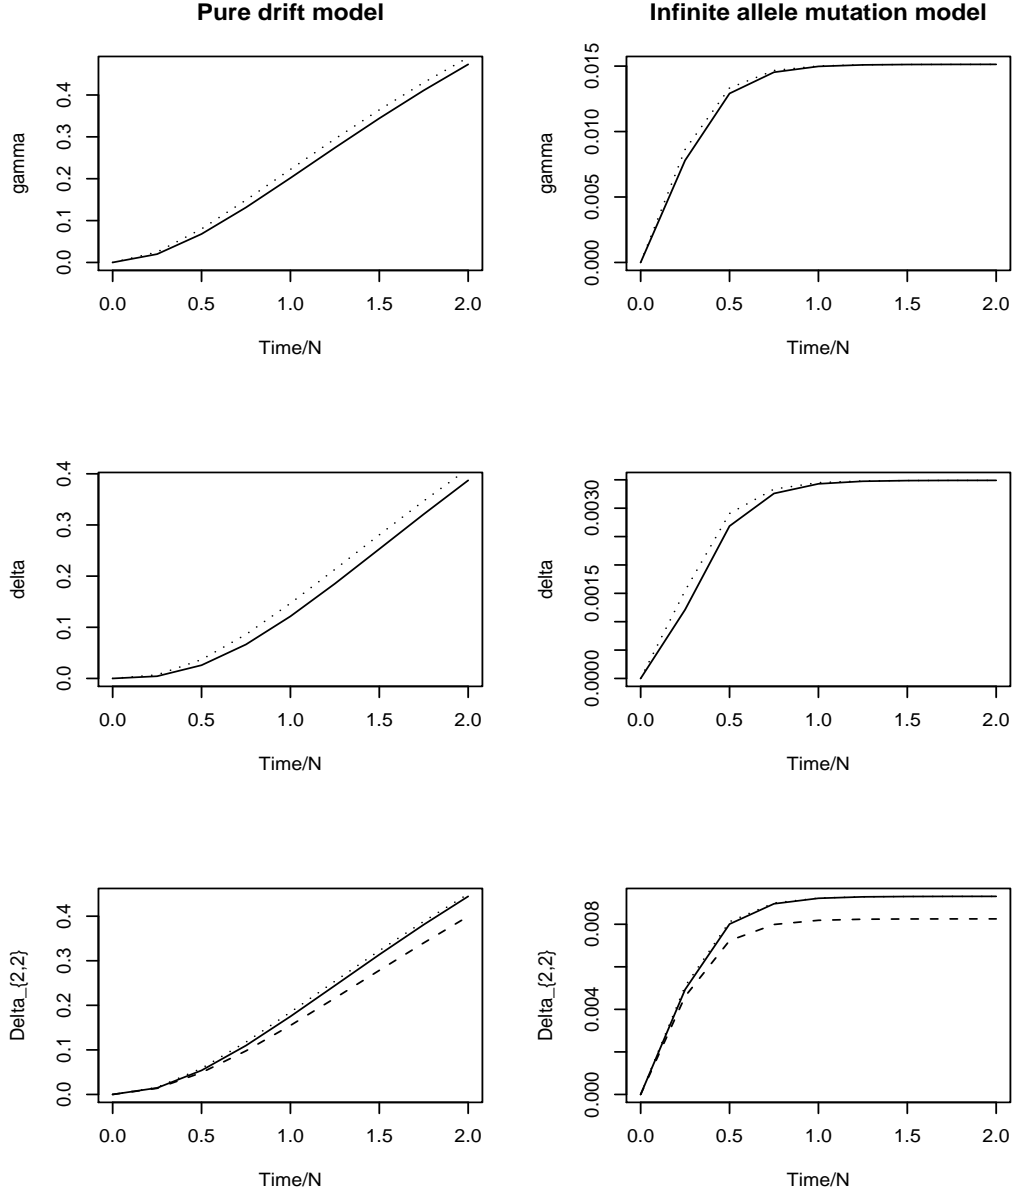 Pure drift model
gamma
0.0 0.1 0.2 0.3 0.4
0.0 0.5 1.0 1.5 2.0
Time/N
Infinite allele mutation model
gamma
0.000 0.005 0.010 0.015
0.0 0.5 1.0 1.5 2.0
Time/N
delta
0.0 0.1 0.2 0.3 0.4
0.0 0.5 1.0 1.5 2.0
Time/N
delta
0.0000 0.0015 0.0030
0.0 0.5 1.0 1.5 2.0
Time/N
Delta_{2,2}
0.0 0.1 0.2 0.3 0.4
0.0 0.5 1.0 1.5 2.0
Time/N
Delta_{2,2}
0.000 0.004 0.008
0.0 0.5 1.0 1.5 2.0
Time/N